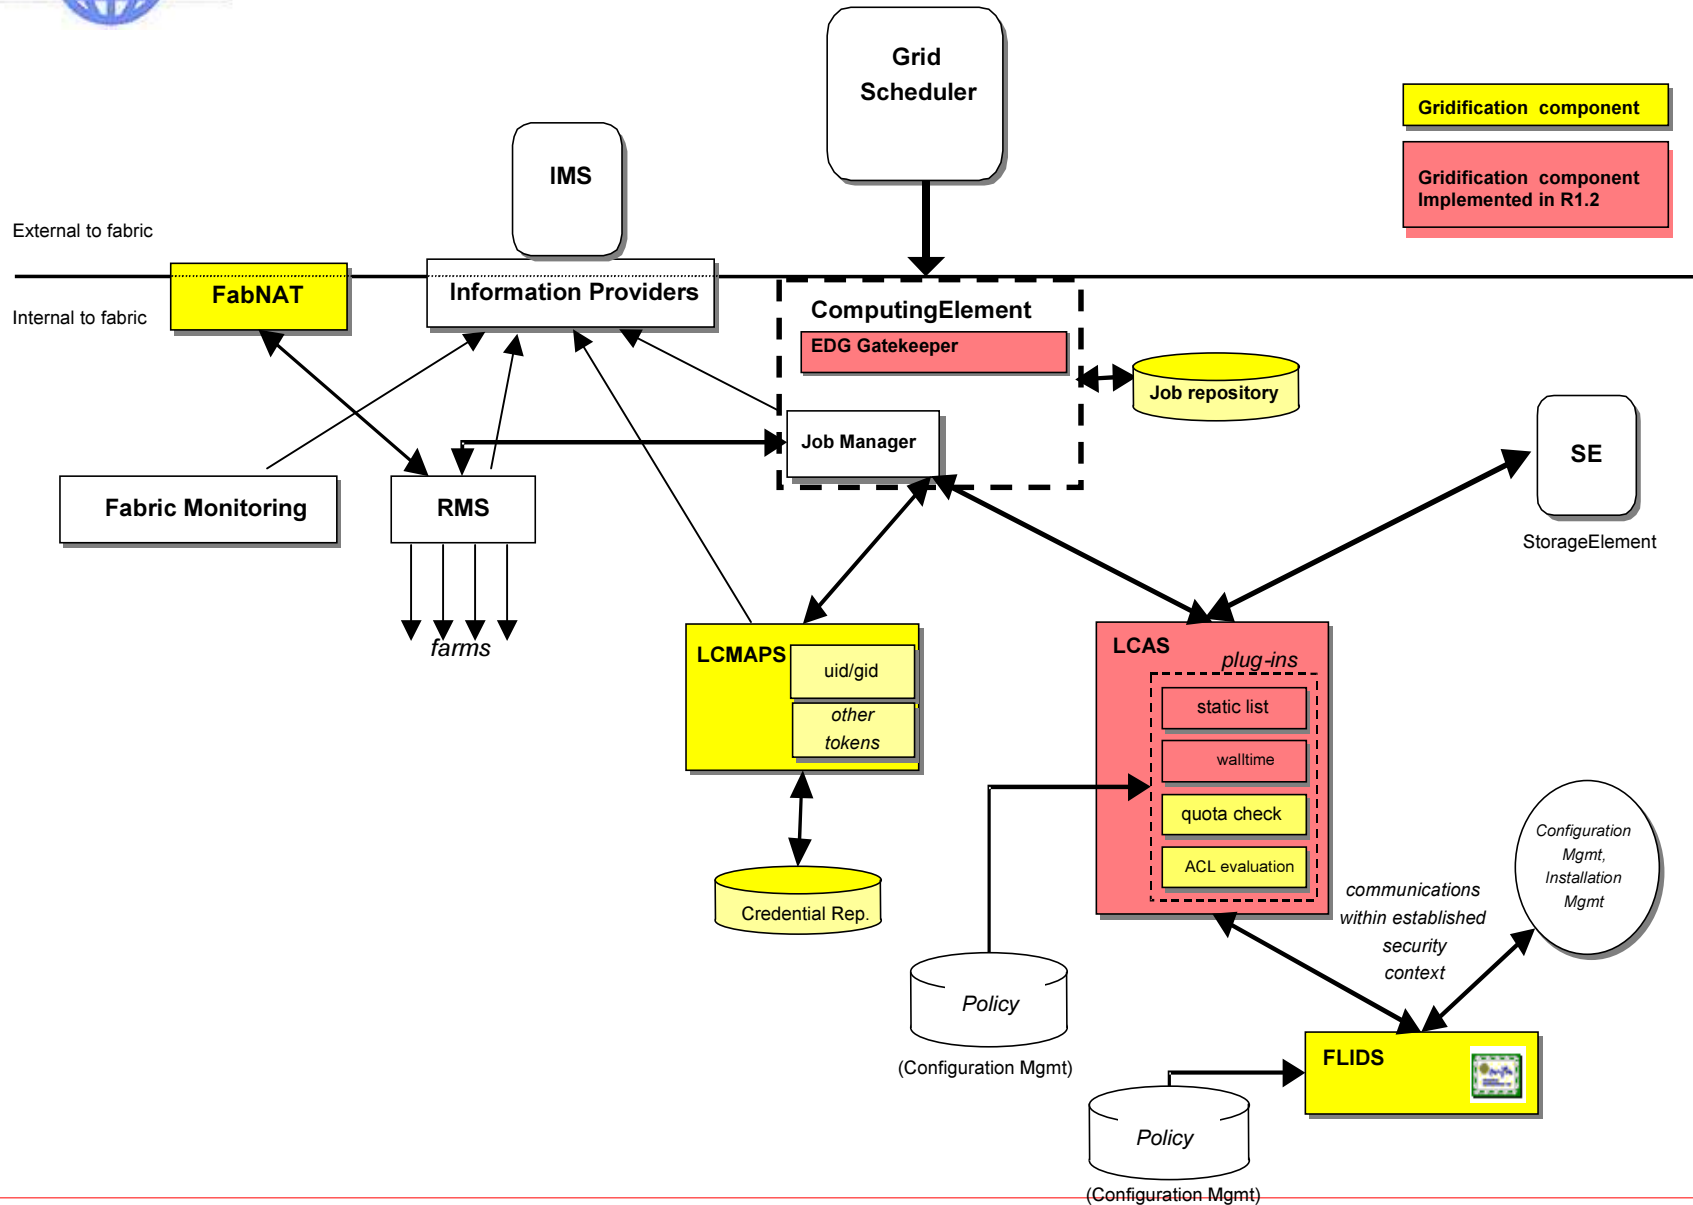 Grid
Scheduler
Gridification component
Gridification component
Implemented in R1.2
IMS
External to fabric
FabNAT
Information Providers
Internal to fabric
ComputingElement
EDG Gatekeeper
Job repository
Job Manager
SE
StorageElement
Fabric Monitoring
RMS
farms
LCMAPS
uid/gid
other
tokens
LCAS
plug-ins
static list
walltime
quota check
ACL evaluation
Credential Rep.
Configuration
Mgmt,
Installation
Mgmt
communications
within established
security
context
Policy
(Configuration Mgmt)
FLIDS
Policy
(Configuration Mgmt)